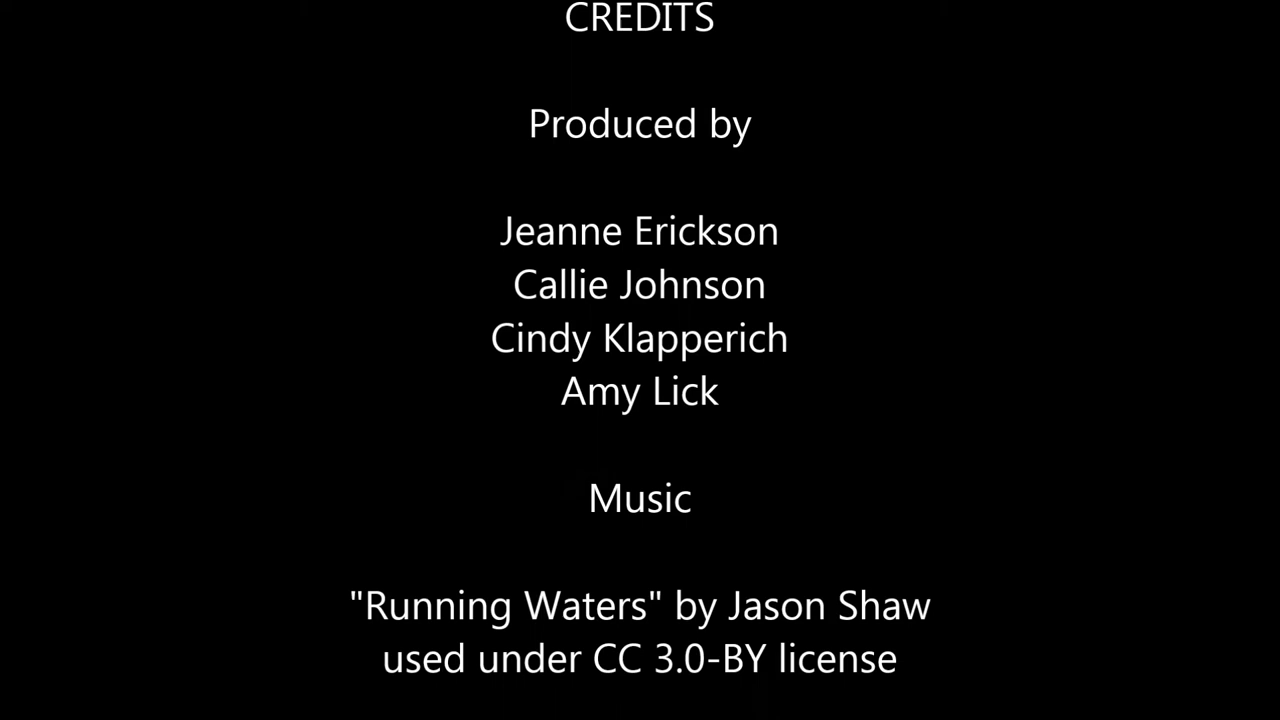 CREDITS
Produced by
Jeanne Erickson
Callie Johnson
Cindy Klapperich
Amy Lick
Music
"Running Waters" by Jason Shaw
used under CC 3.0-BY license